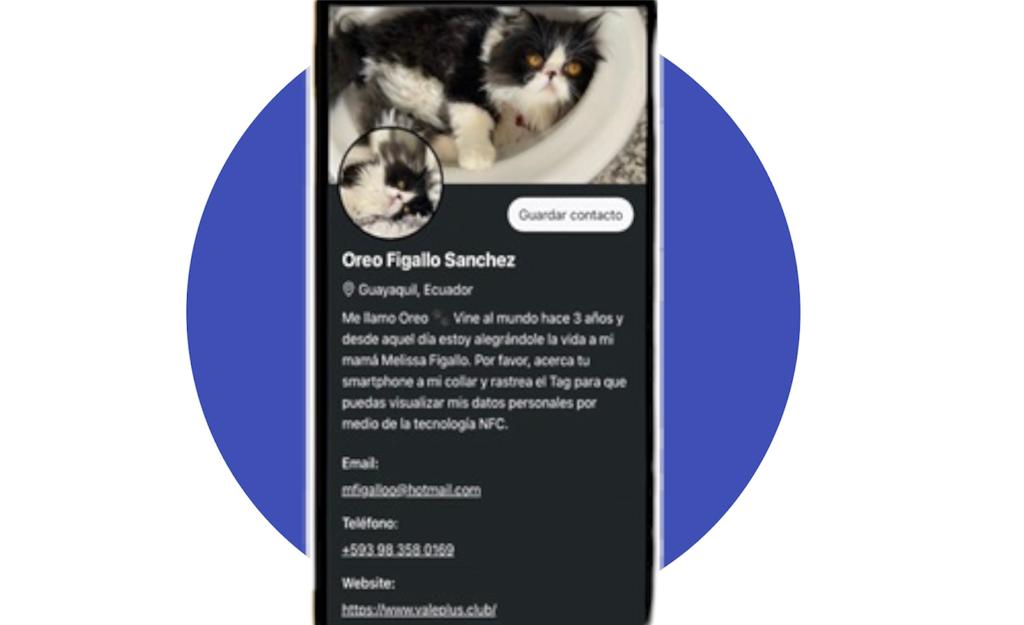 Guardar contacto
Oreo Figallo Sanchez
Guayaquil, Ecuador
Me llamo Oreo 🐾 Vine al mundo hace 3 años y
desde aquel día estoy alegrándole la vida a mi
mamá Melissa Figallo. Por favor, acerca tu
smartphone a mi collar y rastrea el Tag para que
puedas visualizar mis datos personales por
medio de la tecnología NFC.
Email:
mfigalloo@hotmail.com
Teléfono:
+593 98 358 0169
Website:
https://www.valeplus.club/